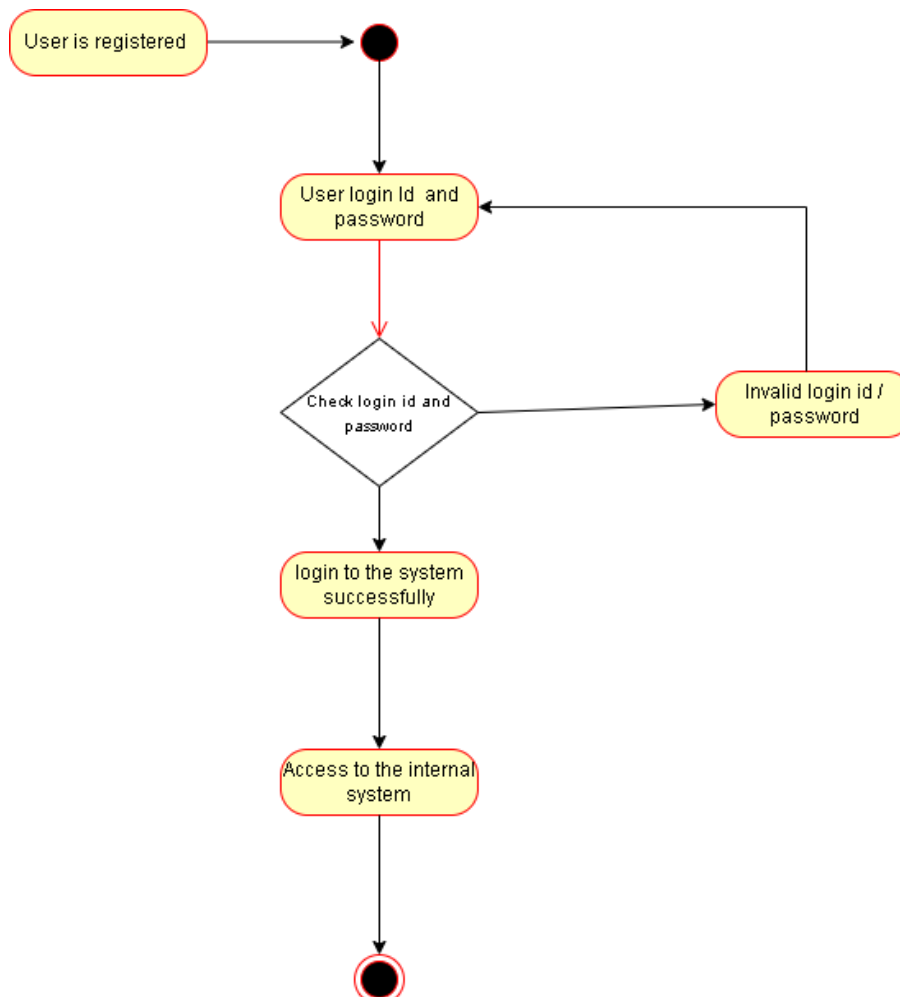 User is registered
User login Id  and
password
Check login id and
password
Invalid login id /
password
login to the system
successfully
Access to the internal
system